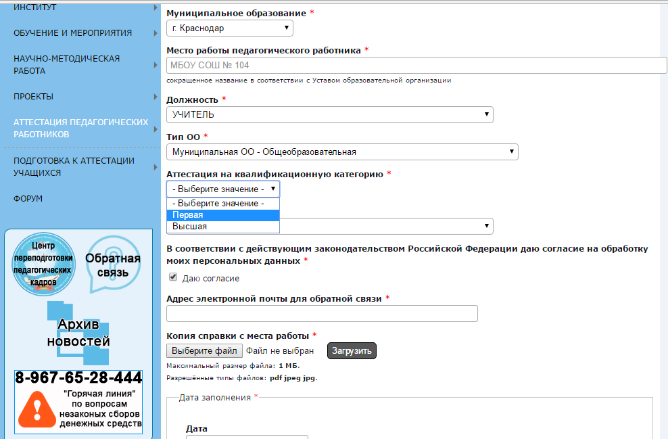 ИНСТИТУТ
ОБУЧЕНИЕ И МЕРОПРИЯТИЯ
НАУЧНО-МЕТОДИЧЕСКАЯ
РАБОТА
ПРОЕКТЫ
АТТЕСТАЦИЯ ПЕДАГОГИЧЕСКИХ
РАБОТНИКОВ
ПОДГОТОВКА К АТТЕСТАЦИИ
УЧАЩИХСЯ
ФОРУМ
Центр
переподготовки
педагогических
кадров
Обратная
связь
Архив
новостей
8-967-65-28-444
"Горячая линия"
по вопросам
незаконых сборов
денежных средств
Муниципальное образование *
г. Краснодар
Место работы педагогического работника *
МБОУ СОШ № 104
сокращенное название в соответствии с Уставом образовательной организации
Должность *
УЧИТЕЛЬ
Тип ОО *
Муниципальная ОО - Общеобразовательная
Аттестация на квалификационную категорию *
- Выберите значение -
- Выберите значение -
Первая
Высшая
В соответствии с действующим законодательством Российской Федерации даю согласие на обработку
моих персональных данных *
Даю согласие
Адрес электронной почты для обратной связи *
Копия справки с места работы *
Выберите файл Файл не выбран Загрузить
Максимальный размер файла: 1 МБ.
Разрешённые типы файлов: pdf jpeg jpg.
Дата заполнения *
Дата